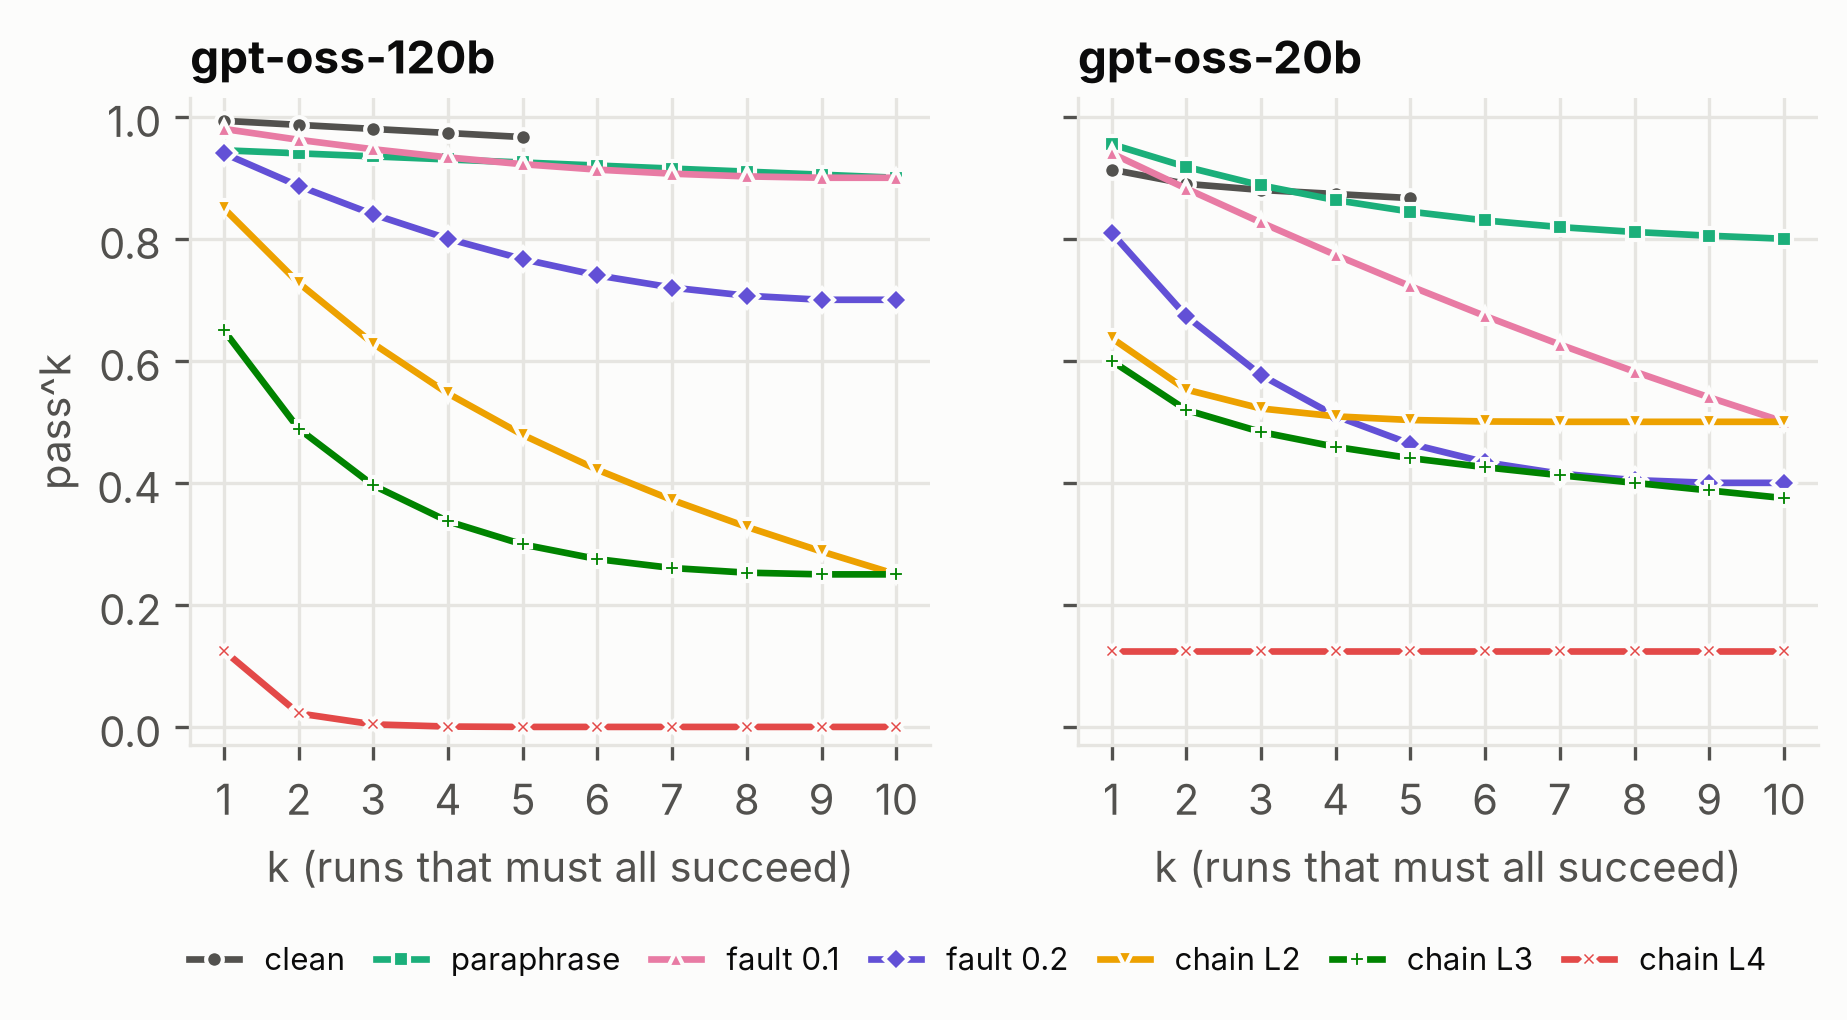 gpt-oss-120b
gpt-oss-20b
pass^k
1.0
0.8
0.6
0.4
0.2
0.0
1 2 3 4 5 6 7 8 9 10
1 2 3 4 5 6 7 8 9 10
k (runs that must all succeed)
k (runs that must all succeed)
clean paraphrase fault 0.1 fault 0.2 chain L2 chain L3 chain L4